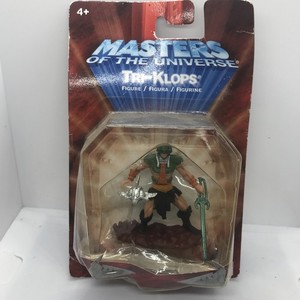 4+
MASTERS
OF THE UNIVERSE
TRI-KLOPS
FIGURE / FIGURA / FIGURINE